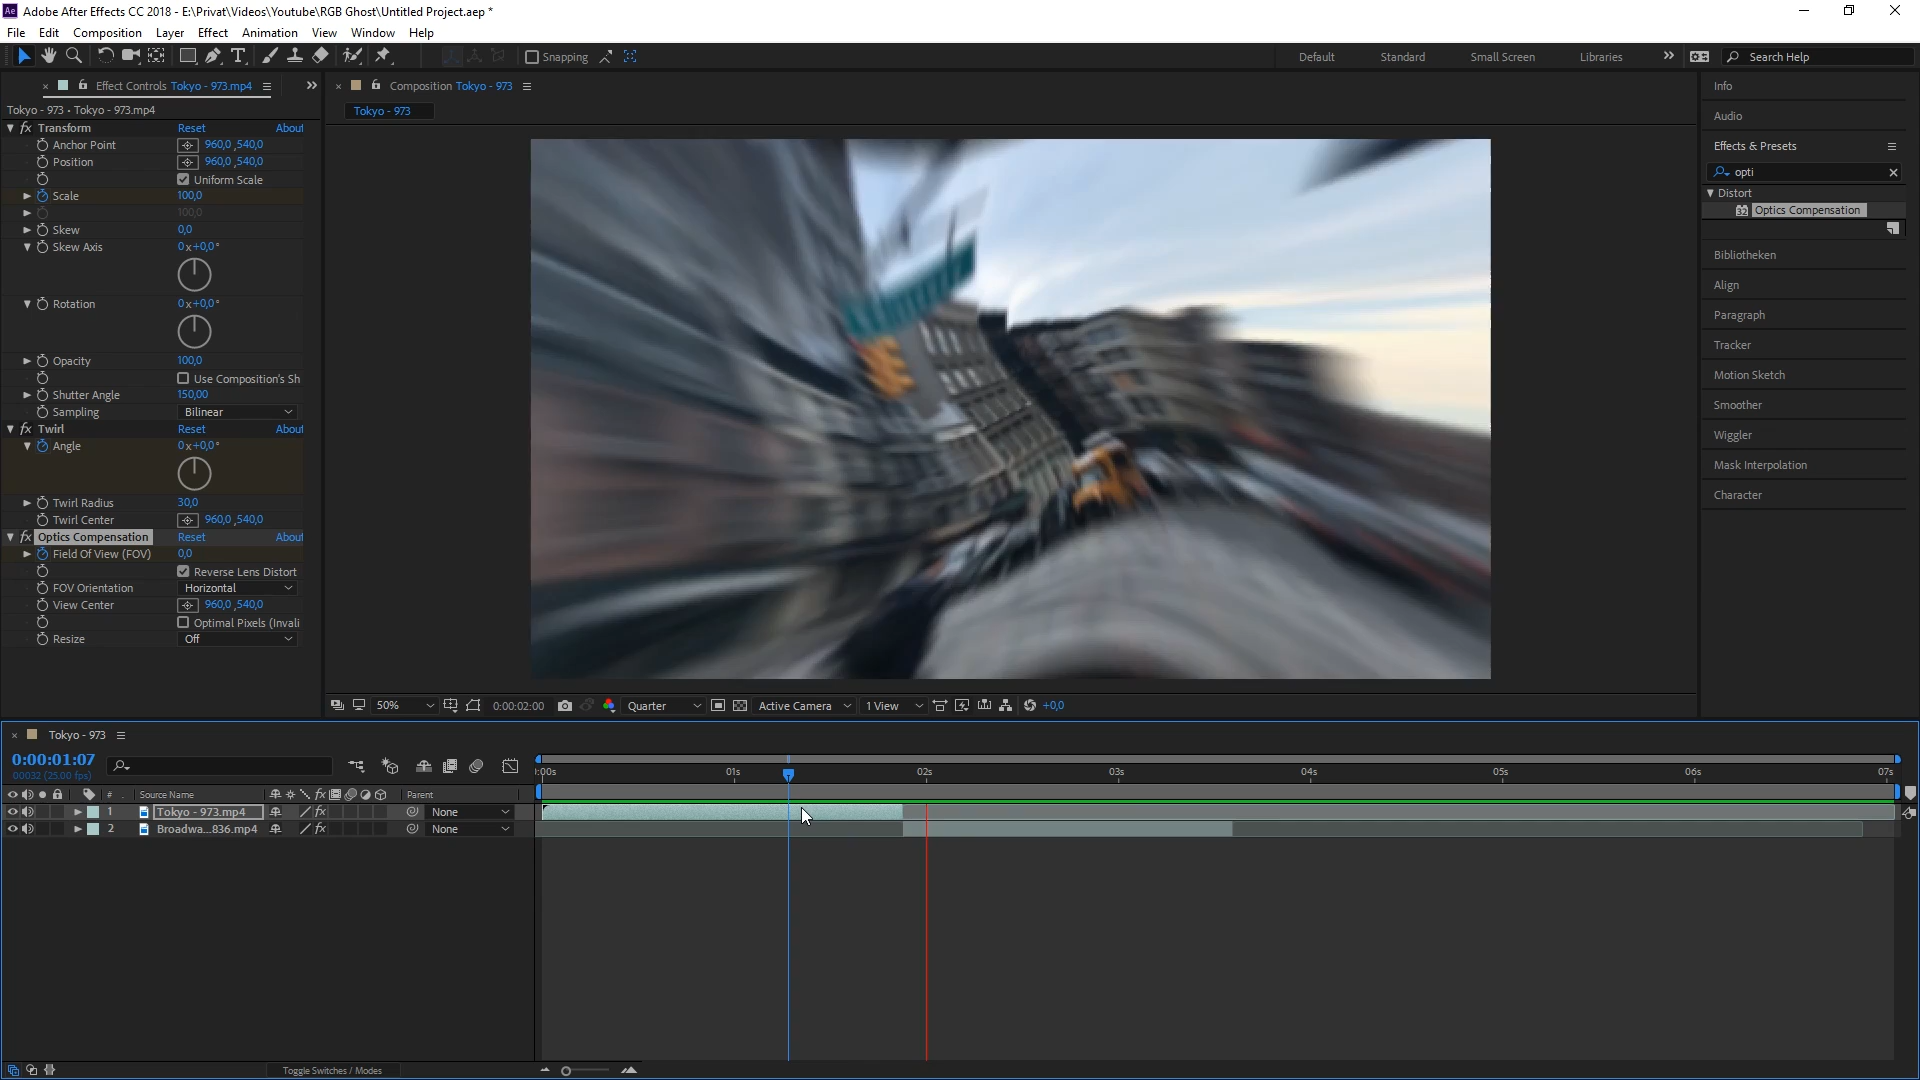 Adobe After Effects CC 2018 - E:\Privat\Videos\Youtube\RGB Ghost\Untitled Project.aep *
File Edit Composition Layer Effect Animation View Window Help
Snapping Default Standard Small Screen Libraries Search Help
Effect Controls Tokyo - 973.mp4
Tokyo - 973 • Tokyo - 973.mp4
fx Transform Reset About
Anchor Point 960,0 ,540,0
Position 960,0 ,540,0
Uniform Scale
Scale 100,0
100,0
Skew 0,0
Skew Axis 0x+0,0°
Rotation 0x+0,0°
Opacity 100,0
Use Composition's Sh
Shutter Angle 150,00
Sampling Bilinear
fx Twirl Reset About
Angle 0x+0,0°
Twirl Radius 30,0
Twirl Center 960,0 ,540,0
fx Optics Compensation Reset About
Field Of View (FOV) 0,0
Reverse Lens Distort
FOV Orientation Horizontal
View Center 960,0 ,540,0
Optimal Pixels (Invali
Resize Off
Composition Tokyo - 973
Tokyo - 973
50% 0:00:02:00 Quarter Active Camera 1 View +0,0
Info
Audio
Effects & Presets
opti
Distort
32 Optics Compensation
Bibliotheken
Align
Paragraph
Tracker
Motion Sketch
Smoother
Wiggler
Mask Interpolation
Character
Tokyo - 973
0:00:01:07
00032 (25.00 fps)
:00s 01s 02s 03s 04s 05s 06s 07s
# Source Name fx Parent
1 Tokyo - 973.mp4 fx None
2 Broadwa...836.mp4 fx None
Toggle Switches / Modes